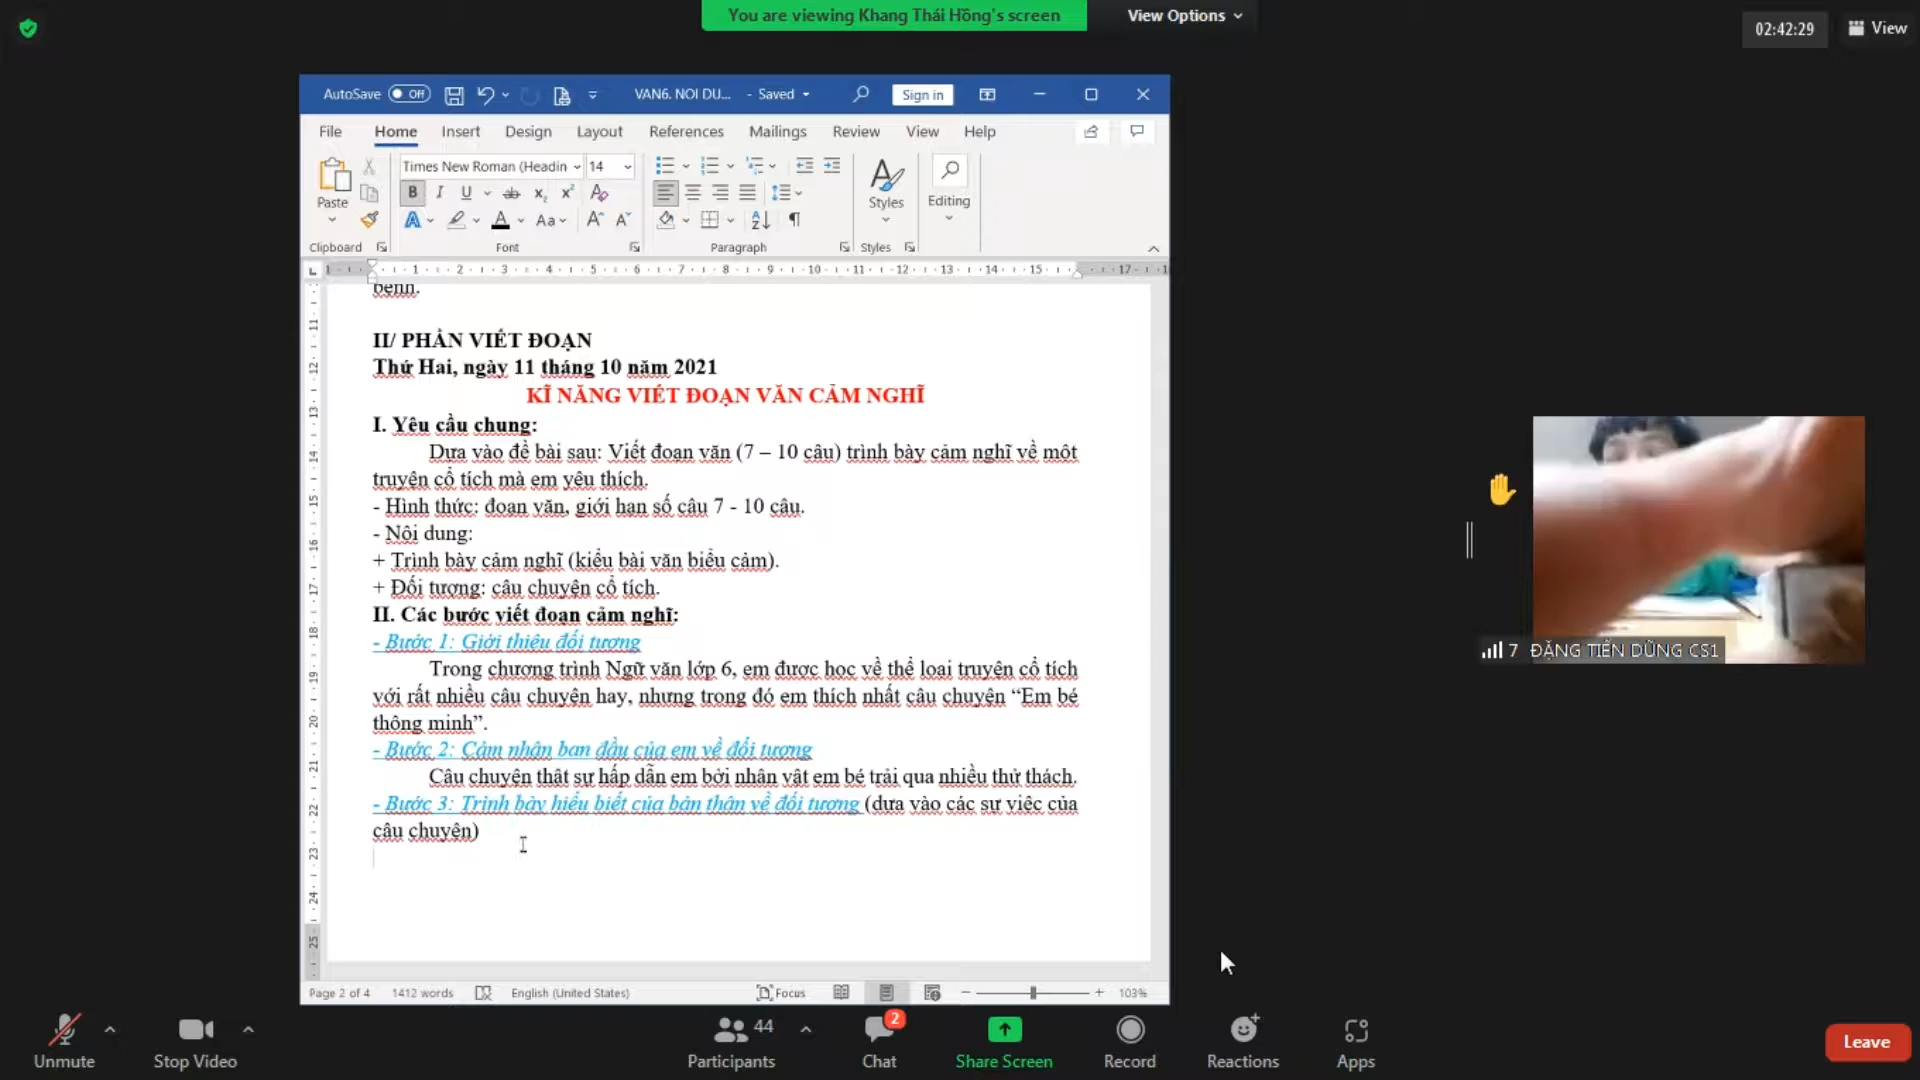 You are viewing Khang Thái Hồng's screen
View Options
02:42:29
View
AutoSave Off
VAN6. NOI DU... - Saved
Sign in
File Home Insert Design Layout References Mailings Review View Help
Times New Roman (Headin 14
Paste
Styles
Editing
Clipboard Font Paragraph Styles
bệnh.
II/ PHẦN VIẾT ĐOẠN
Thứ Hai, ngày 11 tháng 10 năm 2021
KĨ NĂNG VIẾT ĐOẠN VĂN CẢM NGHĨ
I. Yêu cầu chung:
Dựa vào đề bài sau: Viết đoạn văn (7 – 10 câu) trình bày cảm nghĩ về một
truyện cổ tích mà em yêu thích.
- Hình thức: đoạn văn, giới hạn số câu 7 - 10 câu.
- Nội dung:
+ Trình bày cảm nghĩ (kiểu bài văn biểu cảm).
+ Đối tượng: câu chuyện cổ tích.
II. Các bước viết đoạn cảm nghĩ:
- Bước 1: Giới thiệu đối tượng
Trong chương trình Ngữ văn lớp 6, em được học về thể loại truyện cổ tích
với rất nhiều câu chuyện hay, nhưng trong đó em thích nhất câu chuyện “Em bé
thông minh”.
- Bước 2: Cảm nhận ban đầu của em về đối tượng
Câu chuyện thật sự hấp dẫn em bởi nhân vật em bé trải qua nhiều thử thách.
- Bước 3: Trình bày hiểu biết của bản thân về đối tượng (dựa vào các sự việc của
câu chuyện)
7 ĐẶNG TIẾN DŨNG CS1
Page 2 of 4 1412 words English (United States) Focus 103%
Unmute
Stop Video
44
Participants
2
Chat
Share Screen
Record
Reactions
Apps
Leave